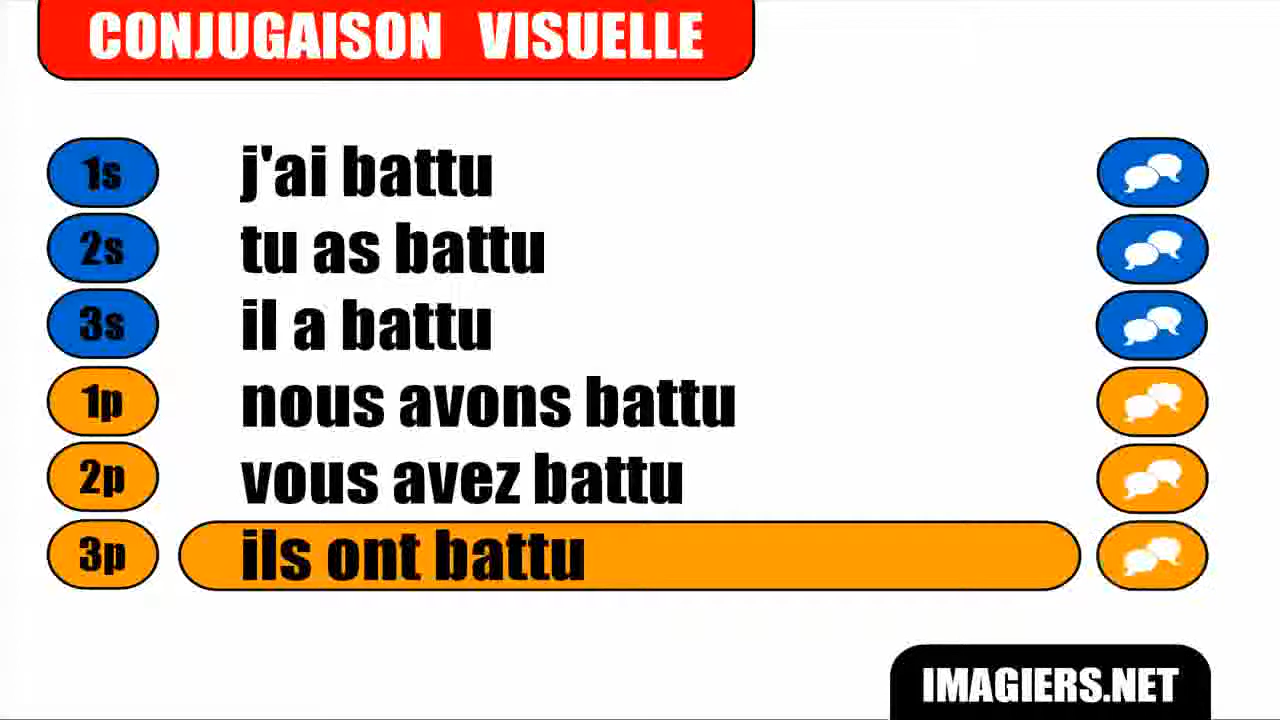 CONJUGAISON VISUELLE
1s j'ai battu
2s tu as battu
3s il a battu
1p nous avons battu
2p vous avez battu
3p ils ont battu
IMAGIERS.NET